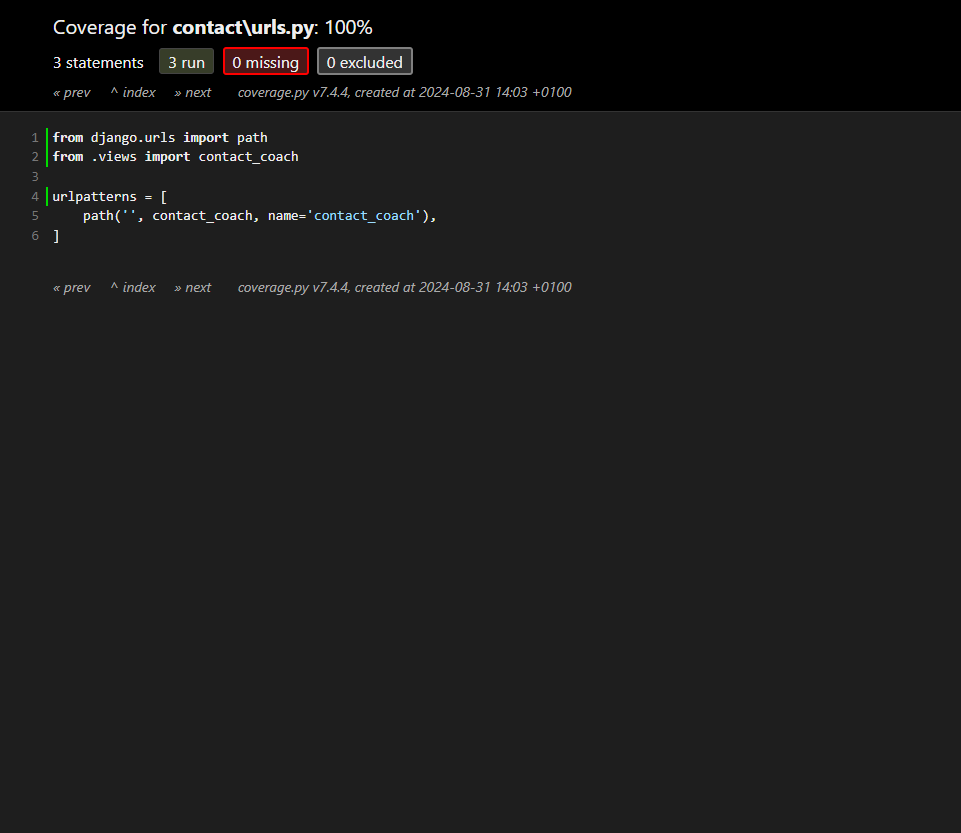 Coverage for contact\urls.py: 100%
3 statements 3 run 0 missing 0 excluded
« prev ^ index » next coverage.py v7.4.4, created at 2024-08-31 14:03 +0100
1 from django.urls import path
2 from .views import contact_coach
3
4 urlpatterns = [
5     path('', contact_coach, name='contact_coach'),
6 ]
« prev ^ index » next coverage.py v7.4.4, created at 2024-08-31 14:03 +0100